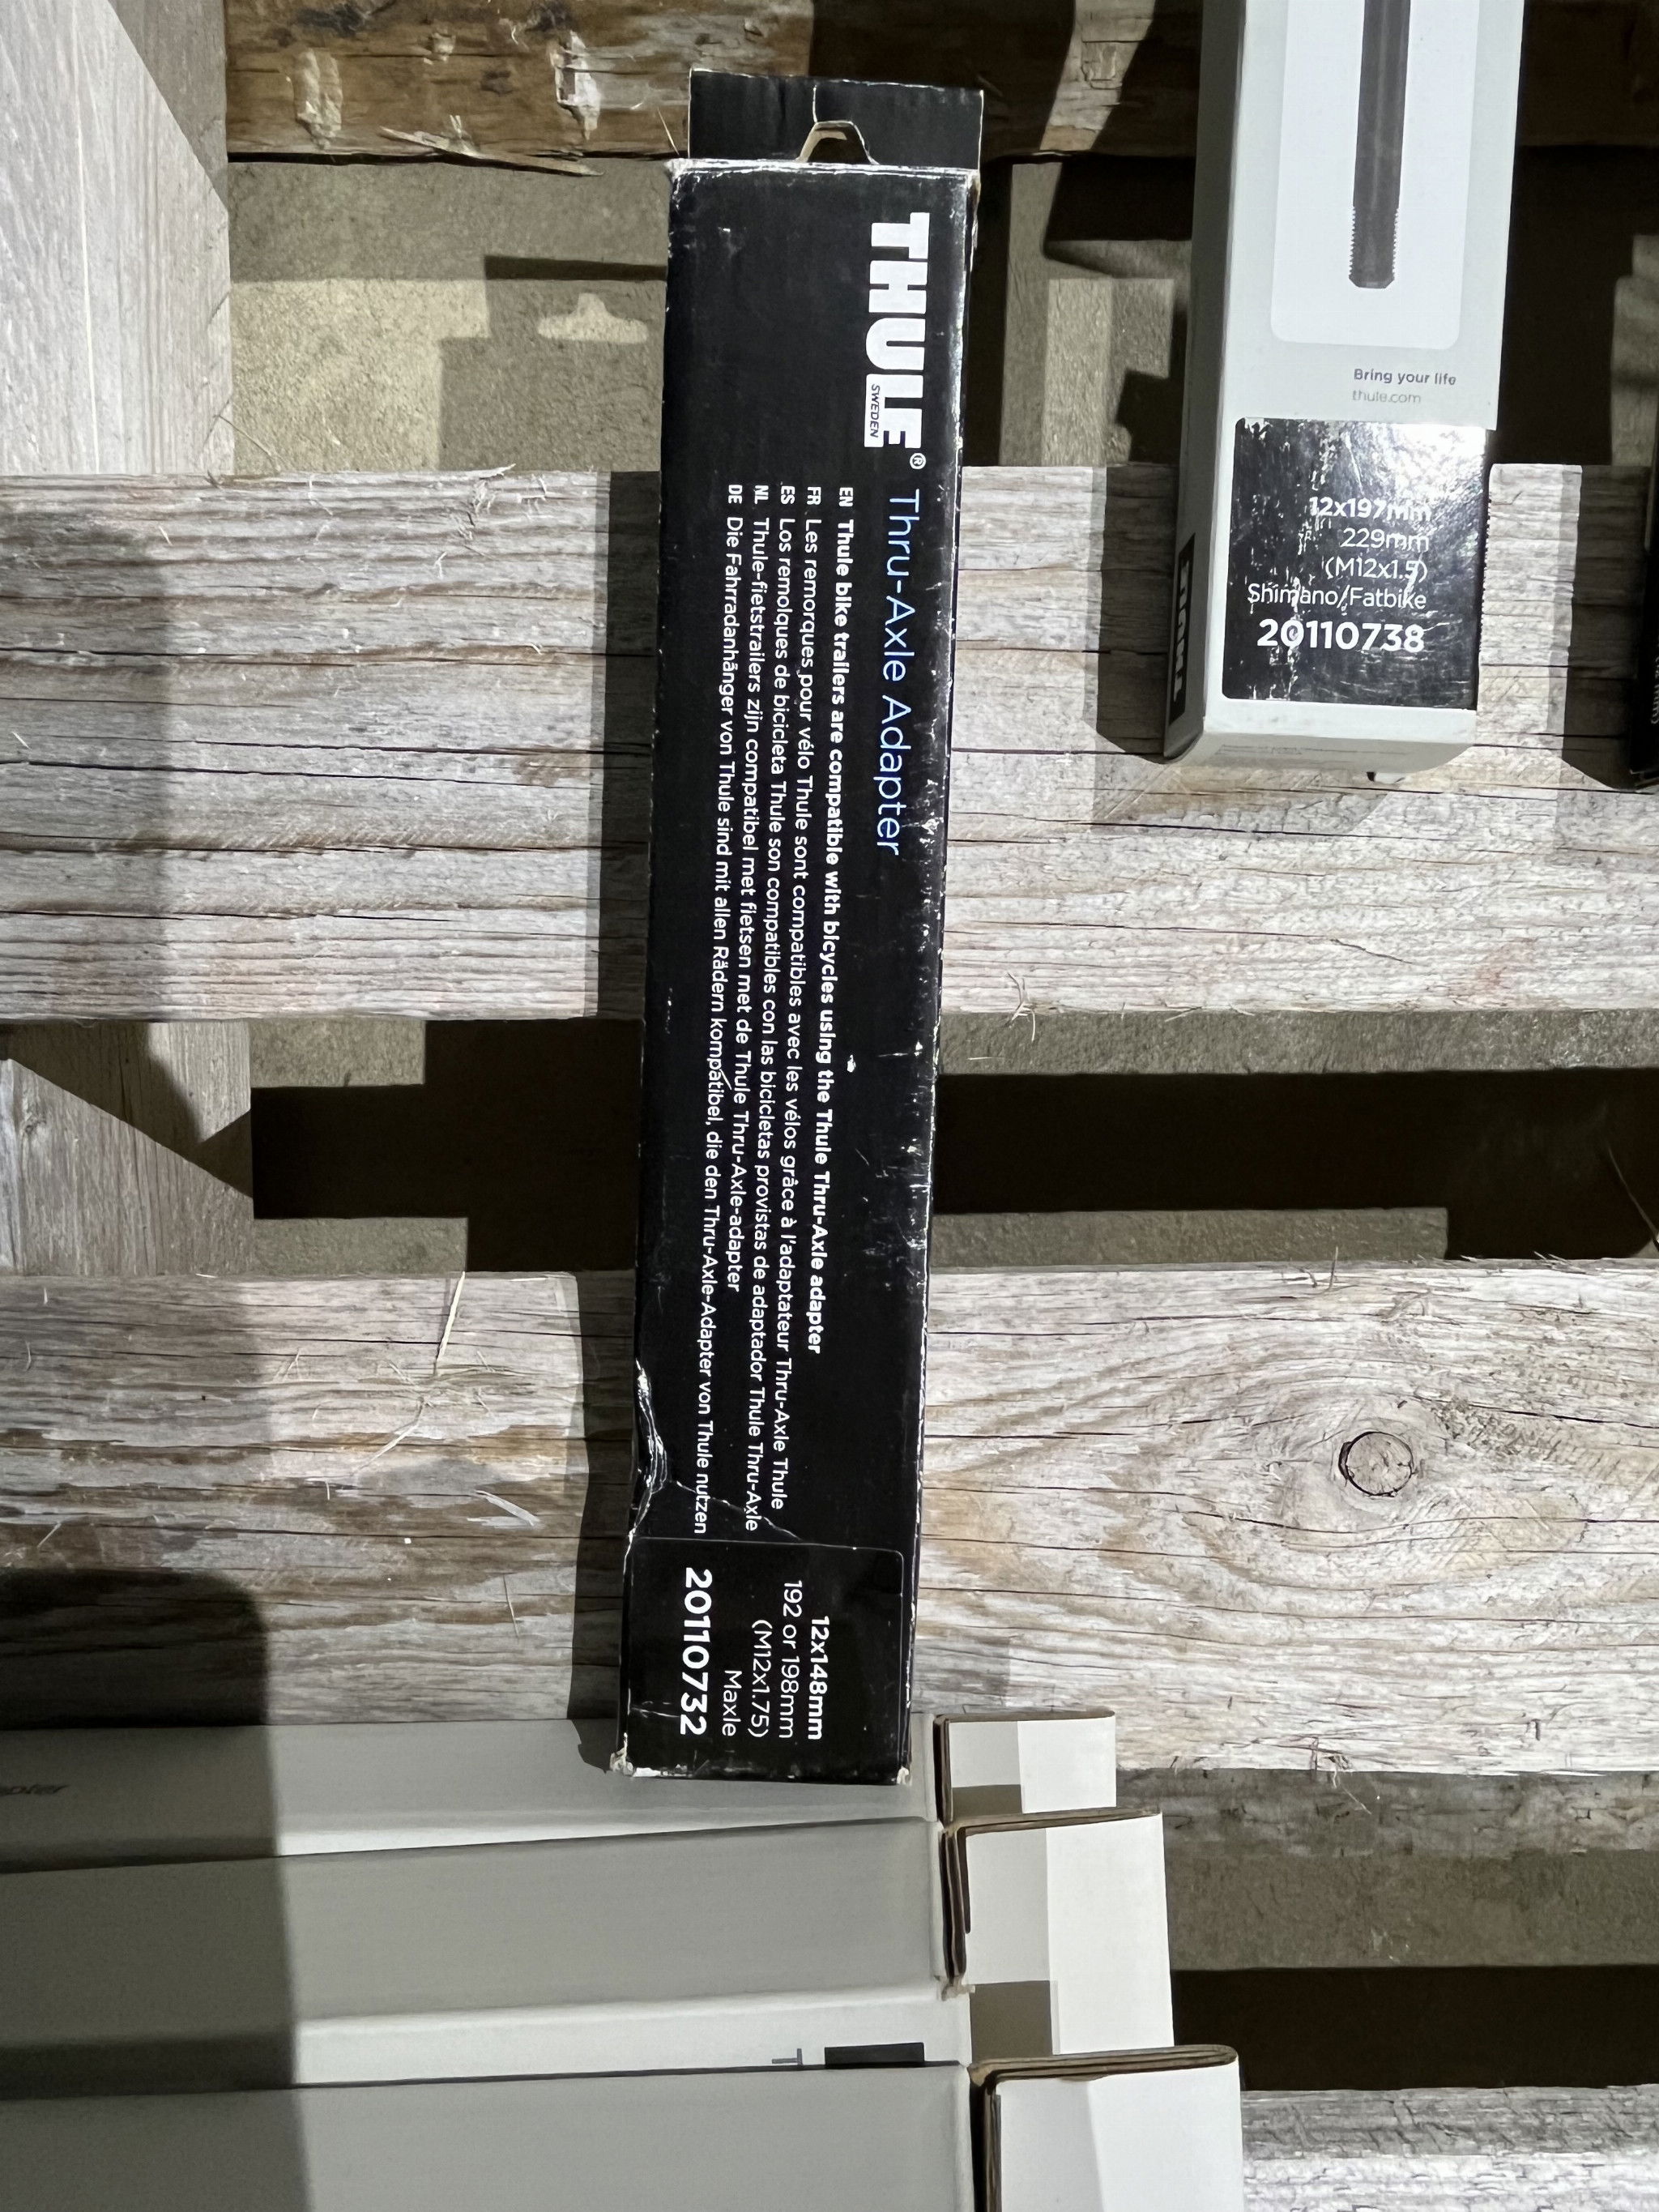 THULE®
SWEDEN
Thru-Axle Adapter
EN Thule bike trailers are compatible with bicycles using the Thule Thru-Axle adapter
FR Les remorques pour vélo Thule sont compatibles avec les vélos grâce à l'adaptateur Thru-Axle Thule
ES Los remolques de bicicleta Thule son compatibles con las bicicletas provistas de adaptador Thule Thru-Axle
NL Thule-fietstrailers zijn compatibel met fietsen met de Thule Thru-Axle-adapter
DE Die Fahrradanhänger von Thule sind mit allen Rädern kompatibel, die den Thru-Axle-Adapter von Thule nutzen
12x148mm
192 or 198mm
(M12x1.75)
Maxle
20110732
Bring your life
thule.com
12x197mm
229mm
(M12x1.5)
Shimano/Fatbike
20110738
THULE